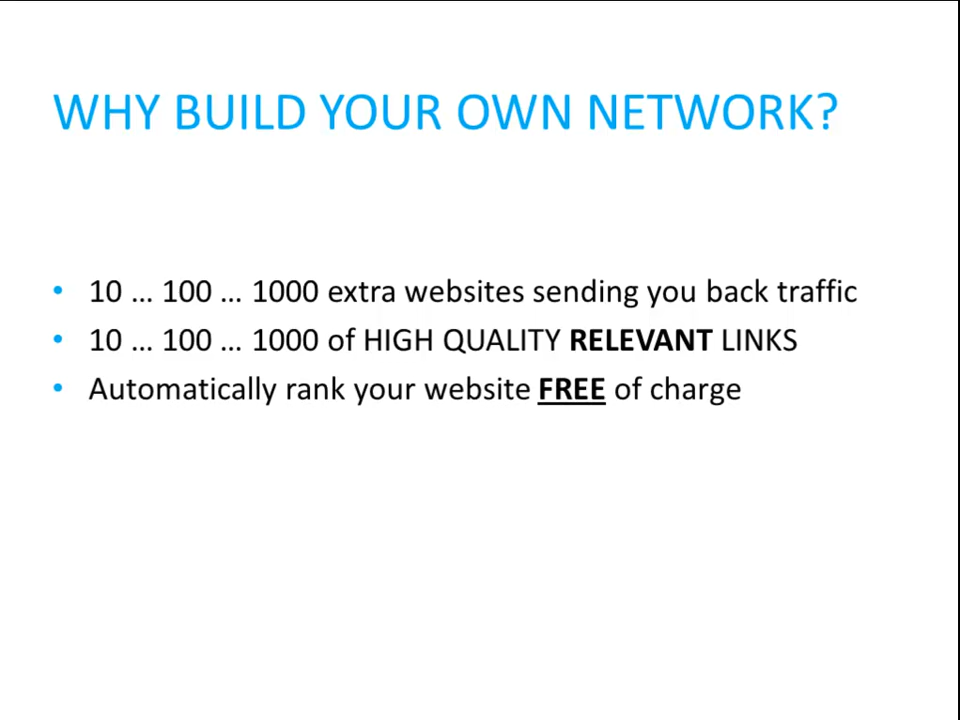 WHY BUILD YOUR OWN NETWORK?
• 10 … 100 … 1000 extra websites sending you back traffic
• 10 … 100 … 1000 of HIGH QUALITY RELEVANT LINKS
• Automatically rank your website FREE of charge